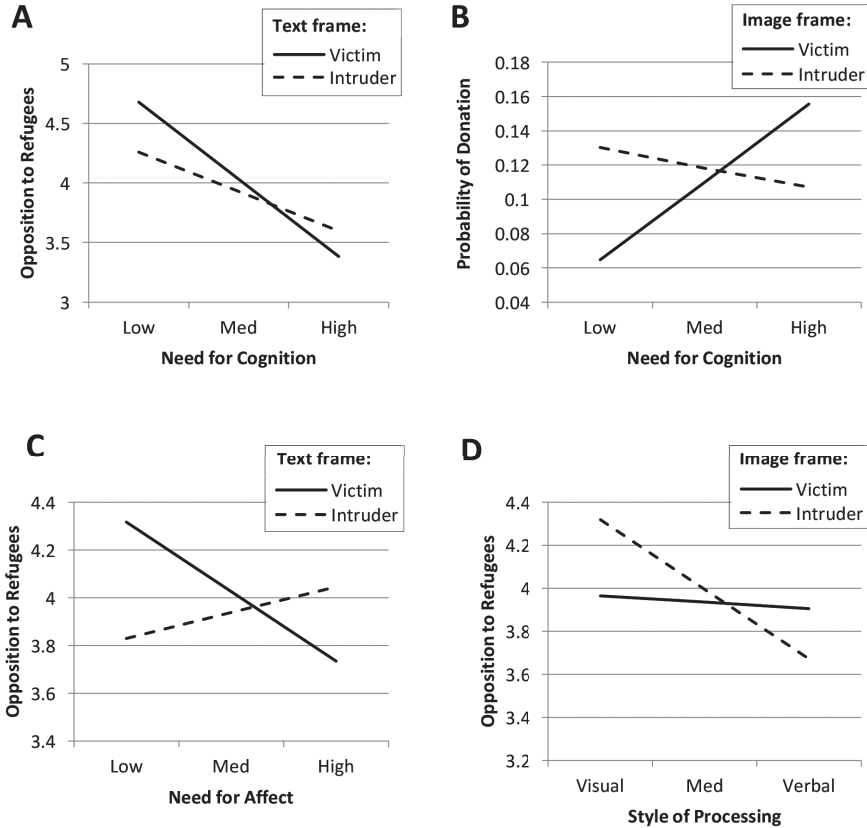 A
Text frame:
Victim
Intruder
5
4.5
4
3.5
3
Opposition to Refugees
Low Med High
Need for Cognition
B
Image frame:
Victim
Intruder
0.18
0.16
0.14
0.12
0.1
0.08
0.06
0.04
Probability of Donation
Low Med High
Need for Cognition
C
Text frame:
Victim
Intruder
4.4
4.2
4
3.8
3.6
3.4
Opposition to Refugees
Low Med High
Need for Affect
D
Image frame:
Victim
Intruder
4.4
4.2
4
3.8
3.6
3.4
3.2
Opposition to Refugees
Visual Med Verbal
Style of Processing